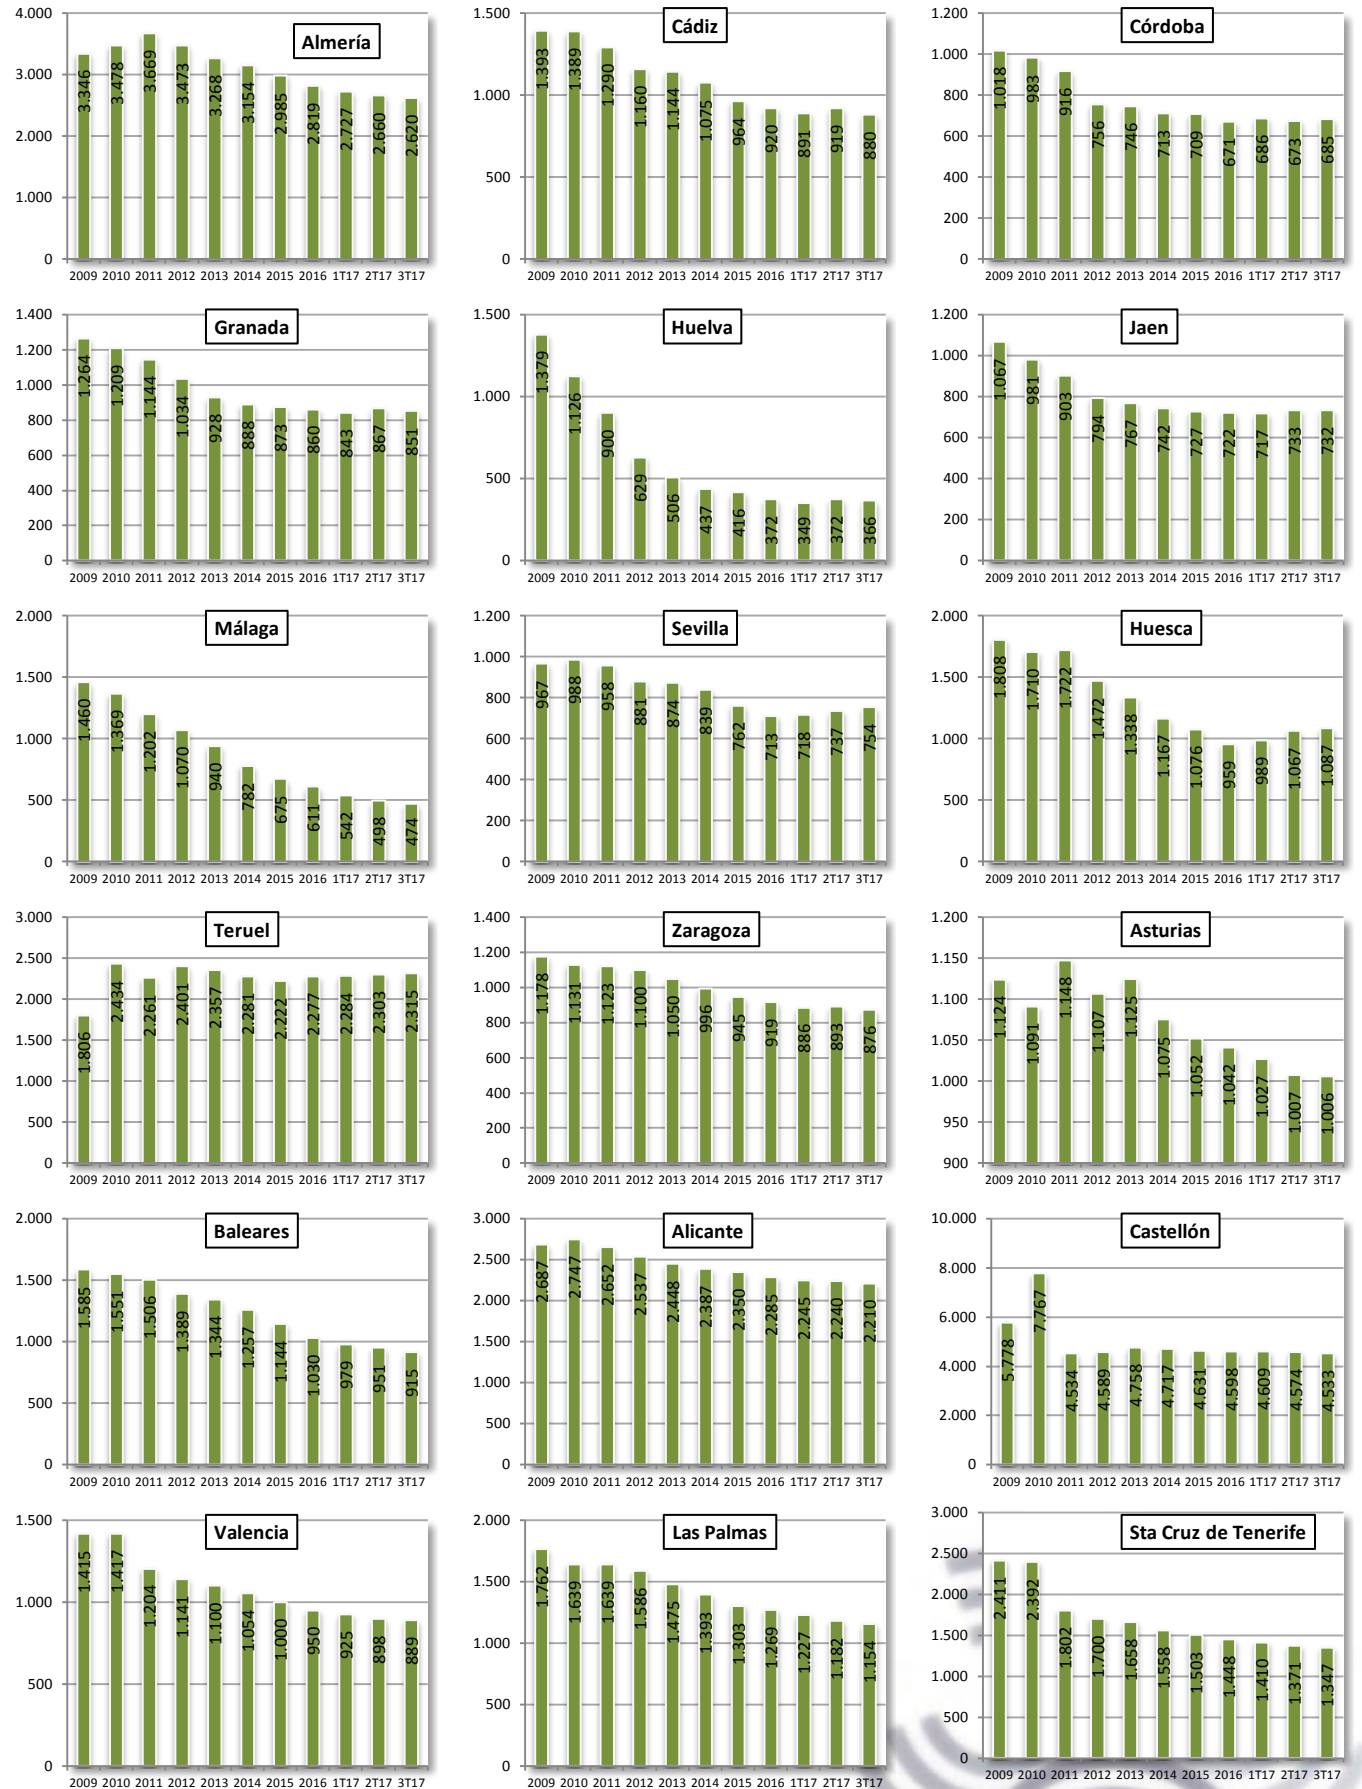 Almería
4.000
3.000
2.000
1.000
0
3.346 3.478 3.669 3.473 3.268 3.154 2.985 2.819 2.727 2.660 2.620
2009 2010 2011 2012 2013 2014 2015 2016 1T17 2T17 3T17
Cádiz
1.500
1.000
500
0
1.393 1.389 1.290 1.160 1.144 1.075 964 920 891 919 880
2009 2010 2011 2012 2013 2014 2015 2016 1T17 2T17 3T17
Córdoba
1.200
1.000
800
600
400
200
0
1.018 983 916 756 746 713 709 671 686 673 685
2009 2010 2011 2012 2013 2014 2015 2016 1T17 2T17 3T17
Granada
1.400
1.200
1.000
800
600
400
200
0
1.264 1.209 1.144 1.034 928 888 873 860 843 867 851
2009 2010 2011 2012 2013 2014 2015 2016 1T17 2T17 3T17
Huelva
1.500
1.000
500
0
1.379 1.126 900 629 506 437 416 372 349 372 366
2009 2010 2011 2012 2013 2014 2015 2016 1T17 2T17 3T17
Jaen
1.200
1.000
800
600
400
200
0
1.067 981 903 794 767 742 727 722 717 733 732
2009 2010 2011 2012 2013 2014 2015 2016 1T17 2T17 3T17
Málaga
2.000
1.500
1.000
500
0
1.460 1.369 1.202 1.070 940 782 675 611 542 498 474
2009 2010 2011 2012 2013 2014 2015 2016 1T17 2T17 3T17
Sevilla
1.200
1.000
800
600
400
200
0
967 988 958 881 874 839 762 713 718 737 754
2009 2010 2011 2012 2013 2014 2015 2016 1T17 2T17 3T17
Huesca
2.000
1.500
1.000
500
0
1.808 1.710 1.722 1.472 1.338 1.167 1.076 959 989 1.067 1.087
2009 2010 2011 2012 2013 2014 2015 2016 1T17 2T17 3T17
Teruel
3.000
2.500
2.000
1.500
1.000
500
0
1.806 2.434 2.261 2.401 2.357 2.281 2.222 2.277 2.284 2.303 2.315
2009 2010 2011 2012 2013 2014 2015 2016 1T17 2T17 3T17
Zaragoza
1.400
1.200
1.000
800
600
400
200
0
1.178 1.131 1.123 1.100 1.050 996 945 919 886 893 876
2009 2010 2011 2012 2013 2014 2015 2016 1T17 2T17 3T17
Asturias
1.200
1.150
1.100
1.050
1.000
950
900
1.124 1.091 1.148 1.107 1.125 1.075 1.052 1.042 1.027 1.007 1.006
2009 2010 2011 2012 2013 2014 2015 2016 1T17 2T17 3T17
Baleares
2.000
1.500
1.000
500
0
1.585 1.551 1.506 1.389 1.344 1.257 1.144 1.030 979 951 915
2009 2010 2011 2012 2013 2014 2015 2016 1T17 2T17 3T17
Alicante
3.000
2.500
2.000
1.500
1.000
500
0
2.687 2.747 2.652 2.537 2.448 2.387 2.350 2.285 2.245 2.240 2.210
2009 2010 2011 2012 2013 2014 2015 2016 1T17 2T17 3T17
Castellón
10.000
8.000
6.000
4.000
2.000
0
5.778 7.767 4.534 4.589 4.758 4.717 4.631 4.598 4.609 4.574 4.533
2009 2010 2011 2012 2013 2014 2015 2016 1T17 2T17 3T17
Valencia
1.500
1.000
500
0
1.415 1.417 1.204 1.141 1.100 1.054 1.000 950 925 898 889
2009 2010 2011 2012 2013 2014 2015 2016 1T17 2T17 3T17
Las Palmas
2.000
1.500
1.000
500
0
1.762 1.639 1.639 1.586 1.475 1.393 1.303 1.269 1.227 1.182 1.154
2009 2010 2011 2012 2013 2014 2015 2016 1T17 2T17 3T17
Sta Cruz de Tenerife
3.000
2.500
2.000
1.500
1.000
500
0
2.411 2.392 1.802 1.700 1.658 1.558 1.503 1.448 1.410 1.371 1.347
2009 2010 2011 2012 2013 2014 2015 2016 1T17 2T17 3T17